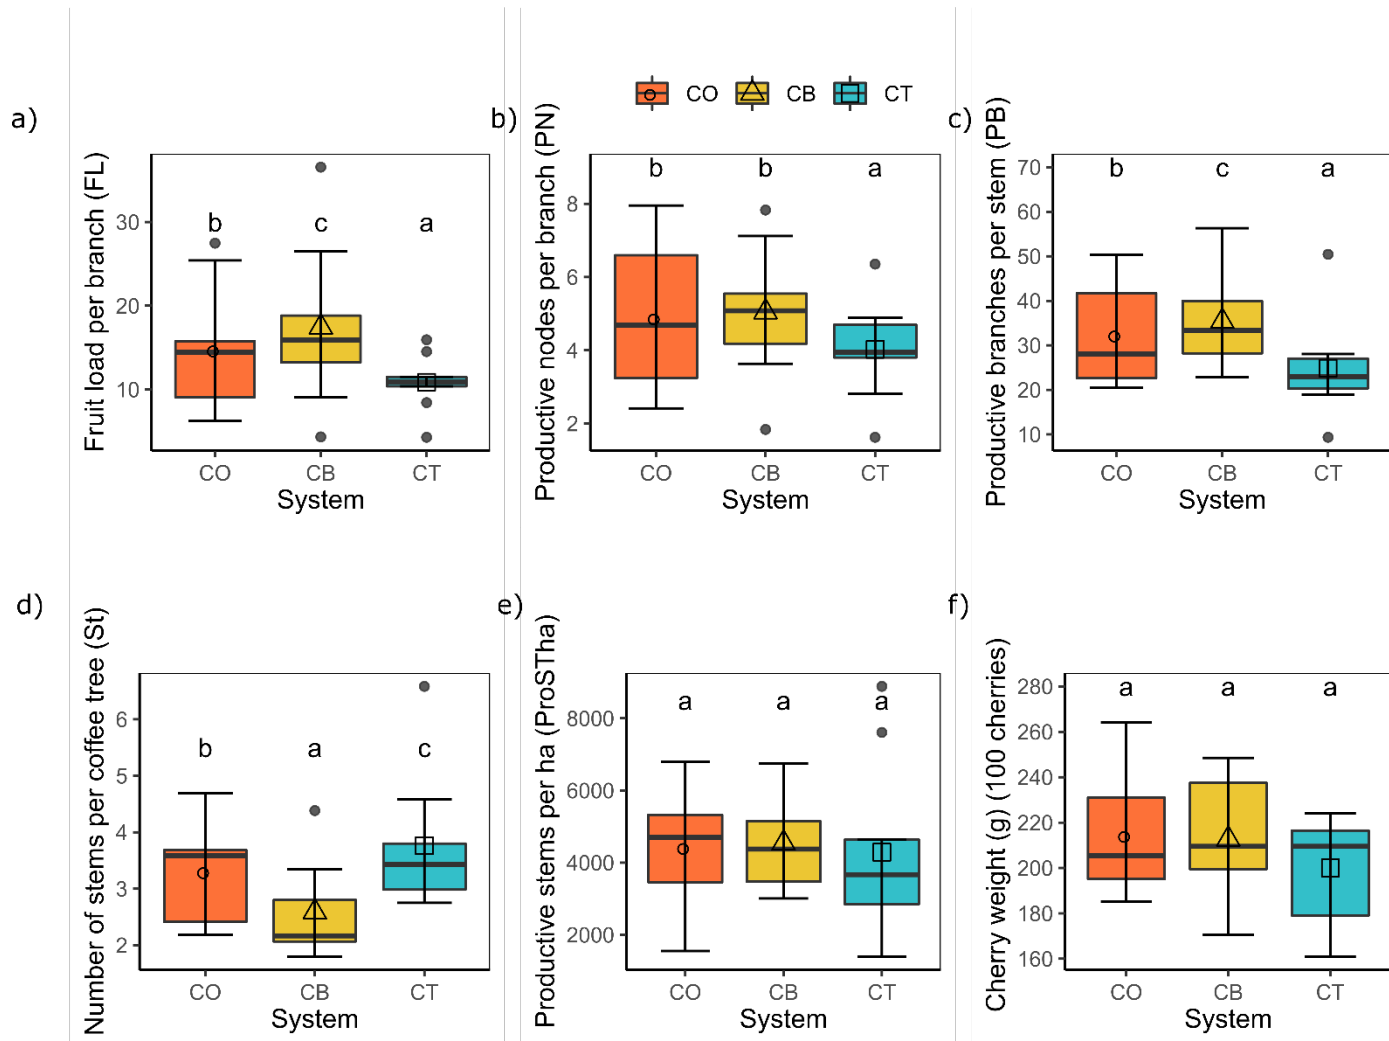 CO CB CT
a)
Fruit load per branch (FL)
30
20
10
b c a
CO CB CT
System
b)
Productive nodes per branch (PN)
8
6
4
2
b b a
CO CB CT
System
c)
Productive branches per stem (PB)
70
60
50
40
30
20
10
b c a
CO CB CT
System
d)
Number of stems per coffee tree (St)
6
5
4
3
2
b a c
CO CB CT
System
e)
Productive stems per ha (ProSTha)
8000
6000
4000
2000
a a a
CO CB CT
System
f)
Cherry weight (g) (100 cherries)
280
260
240
220
200
180
160
a a a
CO CB CT
System